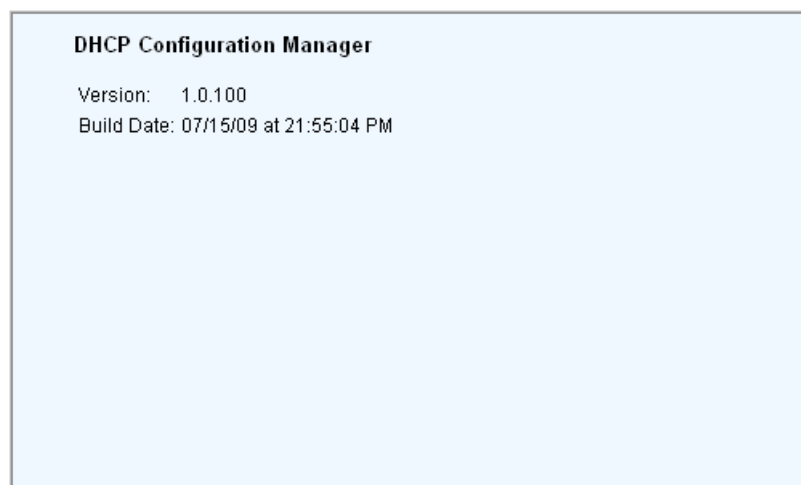 DHCP Configuration Manager
Version: 1.0.100
Build Date: 07/15/09 at 21:55:04 PM